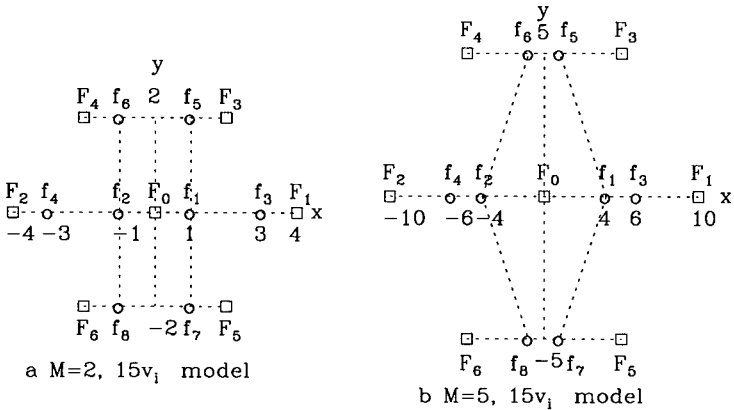 y
F₄ f₆ 2 f₅ F₃
F₂ f₄ f₂ F₀ f₁ f₃ F₁ x
−4 −3 −1 1 3 4
F₆ f₈ −2 f₇ F₅
a M=2, 15vᵢ model
y
F₄ f₆ 5 f₅ F₃
F₂ f₄ f₂ F₀ f₁ f₃ F₁ x
−10 −6 −4 4 6 10
F₆ f₈ −5 f₇ F₅
b M=5, 15vᵢ model